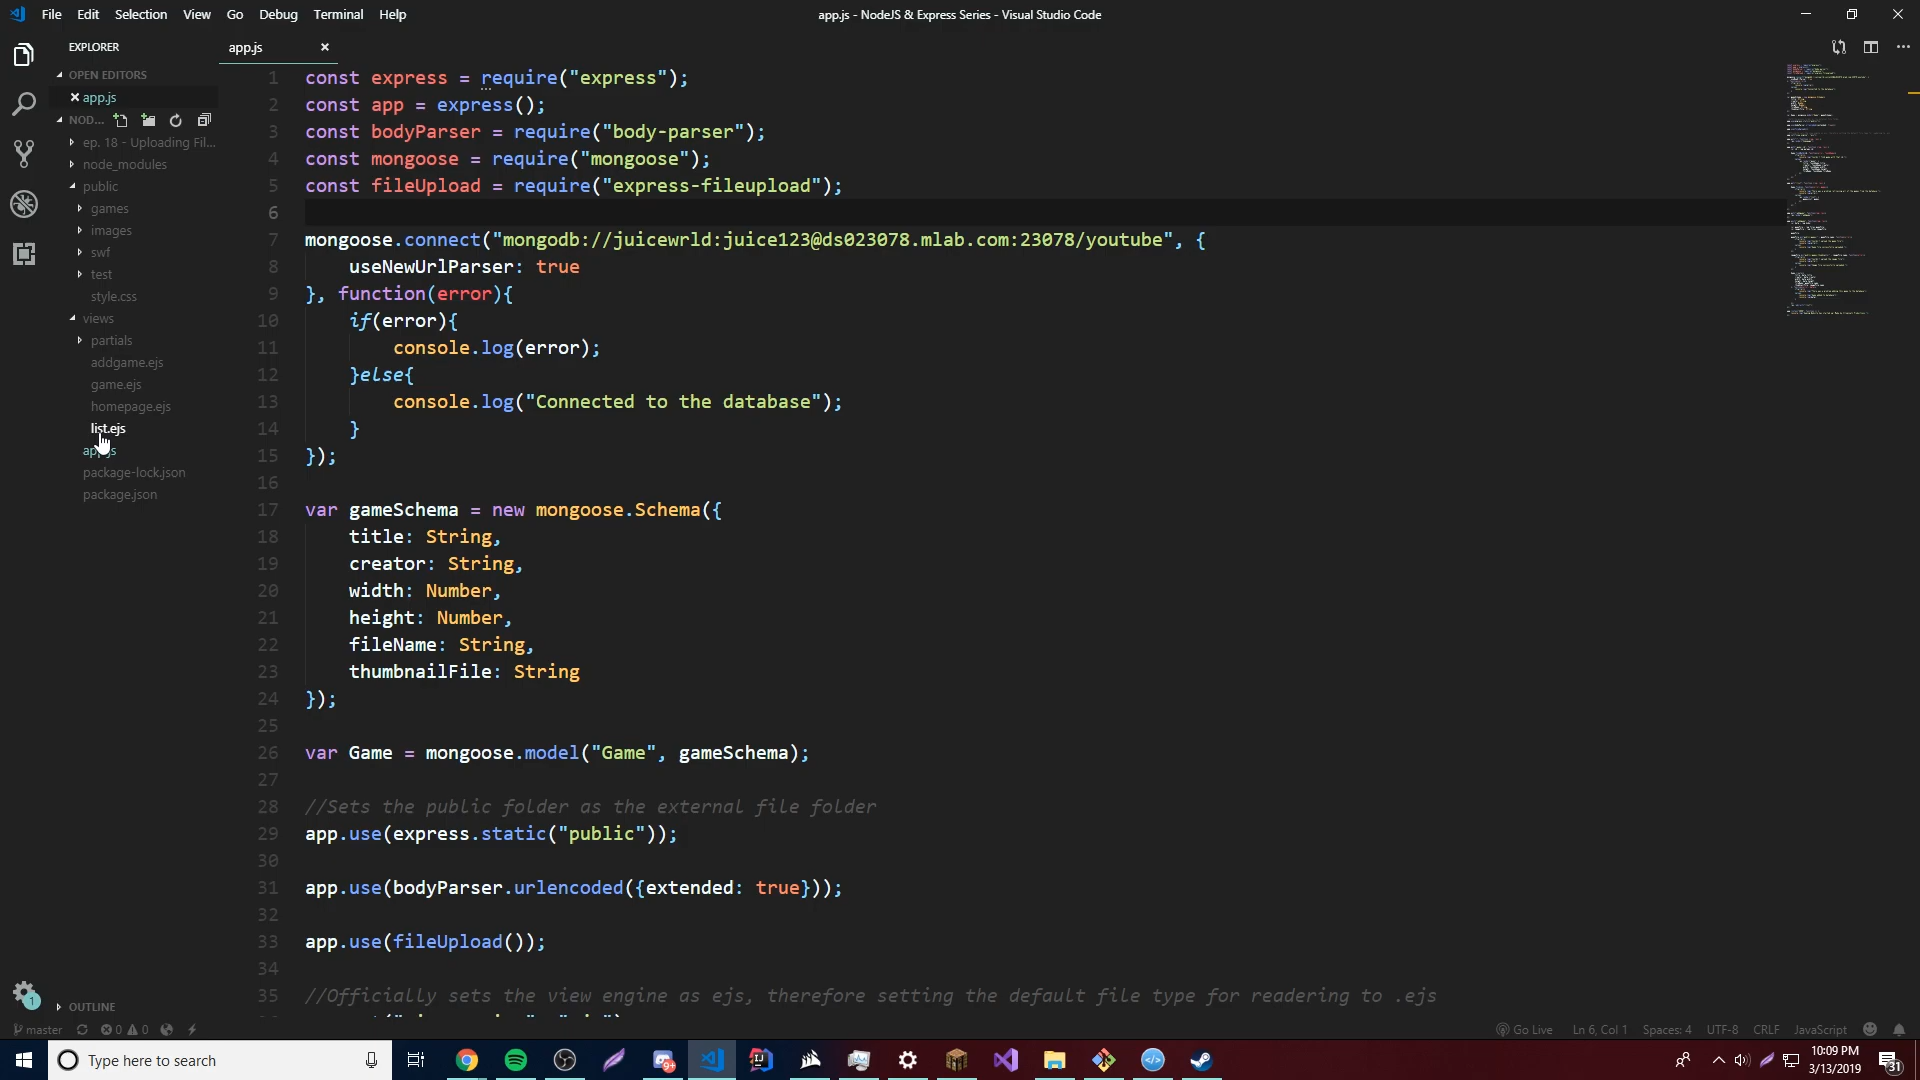 File Edit Selection View Go Debug Terminal Help
app.js - NodeJS & Express Series - Visual Studio Code
EXPLORER
OPEN EDITORS
app.js
NOD...
ep. 18 - Uploading Fil...
node_modules
public
games
images
swf
test
style.css
views
partials
addgame.ejs
game.ejs
homepage.ejs
list.ejs
app.js
package-lock.json
package.json
OUTLINE
app.js
1 const express = require("express");
2 const app = express();
3 const bodyParser = require("body-parser");
4 const mongoose = require("mongoose");
5 const fileUpload = require("express-fileupload");
6
7 mongoose.connect("mongodb://juicewrld:juice123@ds023078.mlab.com:23078/youtube", {
8 useNewUrlParser: true
9 }, function(error){
10 if(error){
11 console.log(error);
12 }else{
13 console.log("Connected to the database");
14 }
15 });
16
17 var gameSchema = new mongoose.Schema({
18 title: String,
19 creator: String,
20 width: Number,
21 height: Number,
22 fileName: String,
23 thumbnailFile: String
24 });
25
26 var Game = mongoose.model("Game", gameSchema);
27
28 //Sets the public folder as the external file folder
29 app.use(express.static("public"));
30
31 app.use(bodyParser.urlencoded({extended: true}));
32
33 app.use(fileUpload());
34
35 //Officially sets the view engine as ejs, therefore setting the default file type for readering to .ejs
master 0 0
Go Live Ln 6, Col 1 Spaces: 4 UTF-8 CRLF JavaScript
1
Type here to search
9+
10:09 PM
3/13/2019
31